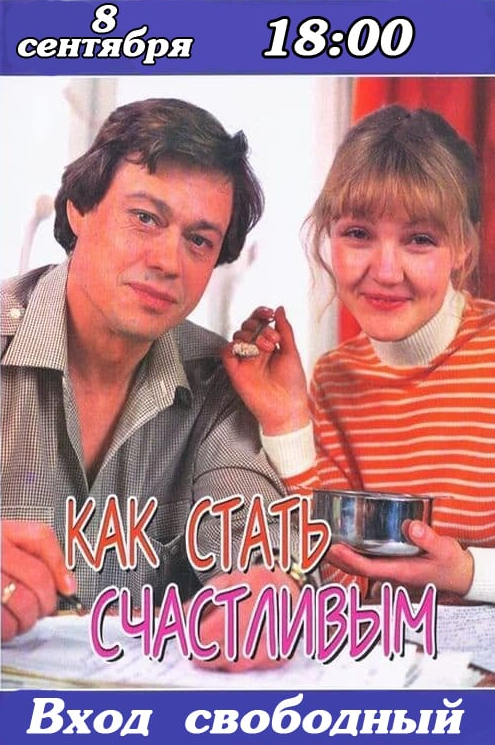 8
сентября
18:00
КАК СТАТЬ
СЧАСТЛИВЫМ
Вход свободный